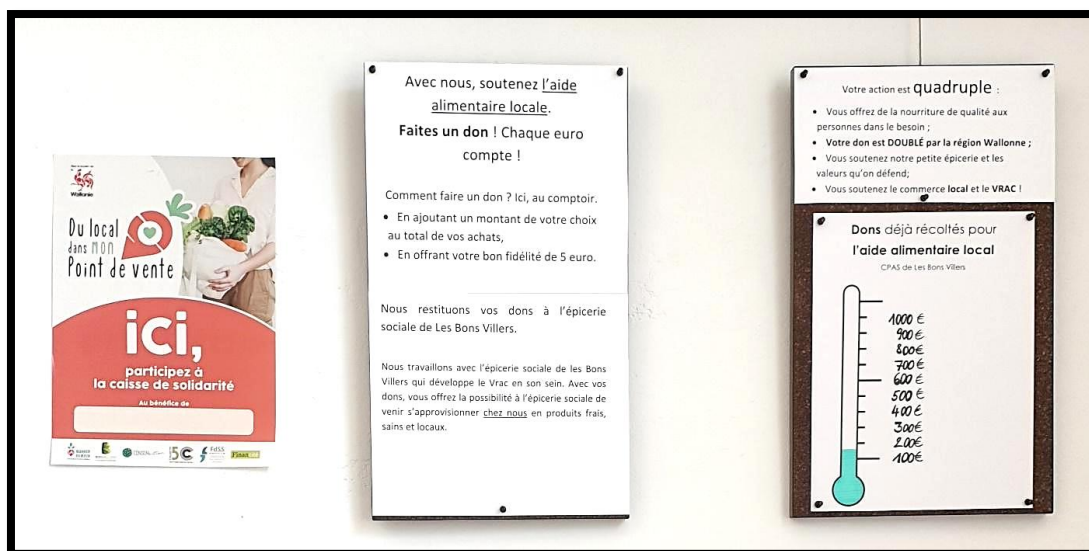 Wallonie
Du local
dans MON
Point de vente
ici,
participez à
la caisse de solidarité
Au bénéfice de
5C
FdSS
Avec nous, soutenez l'aide
alimentaire locale.
Faites un don ! Chaque euro
compte !
Comment faire un don ? Ici, au comptoir.
• En ajoutant un montant de votre choix
au total de vos achats,
• En offrant votre bon fidélité de 5 euro.
Nous restituons vos dons à l'épicerie
sociale de Les Bons Villers.
Nous travaillons avec l'épicerie sociale de les Bons
Villers qui développe le Vrac en son sein. Avec vos
dons, vous offrez la possibilité à l'épicerie sociale de
venir s'approvisionner chez nous en produits frais,
sains et locaux.
Votre action est quadruple :
• Vous offrez de la nourriture de qualité aux
personnes dans le besoin ;
• Votre don est DOUBLÉ par la région Wallonne ;
• Vous soutenez notre petite épicerie et les
valeurs qu'on défend;
• Vous soutenez le commerce local et le VRAC !
Dons déjà récoltés pour
l'aide alimentaire local
CPAS de Les Bons Villers
1000 €
900€
800€
700€
600€
500 €
400€
300€
200€
100€